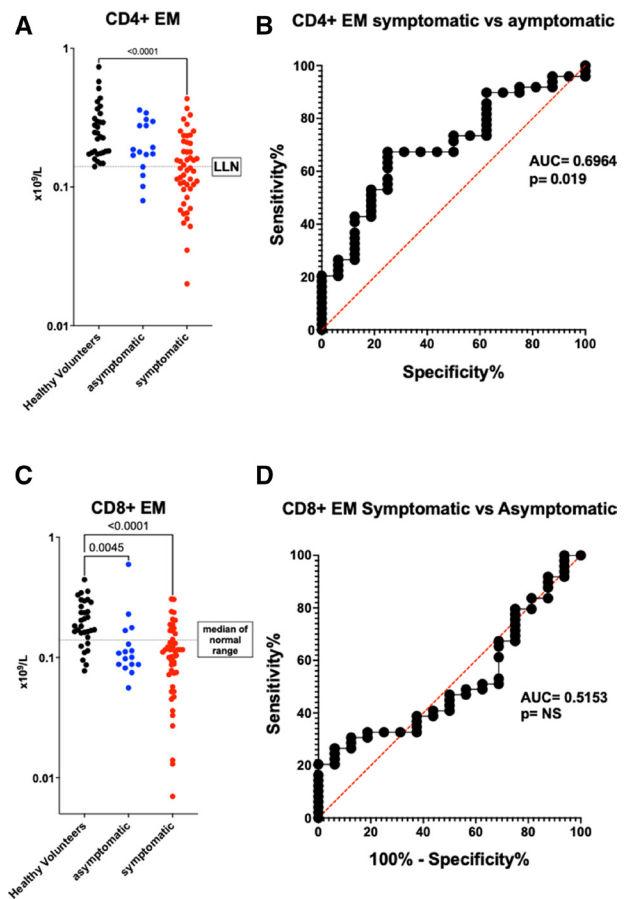 A
CD4+ EM
<0.0001
1
0.1
0.01
x10⁹/L
LLN
Healthy Volunteers
asymptomatic
symptomatic
B
CD4+ EM symptomatic vs aymptomatic
100
80
60
40
20
0
Sensitivity%
AUC= 0.6964
p= 0.019
0 20 40 60 80 100
Specificity%
C
CD8+ EM
<0.0001
0.0045
1
0.1
0.01
x10⁹/L
median of
normal
range
Healthy Volunteers
asymptomatic
symptomatic
D
CD8+ EM Symptomatic vs Asymptomatic
100
80
60
40
20
0
Sensitivity%
AUC= 0.5153
p= NS
0 20 40 60 80 100
100% - Specificity%